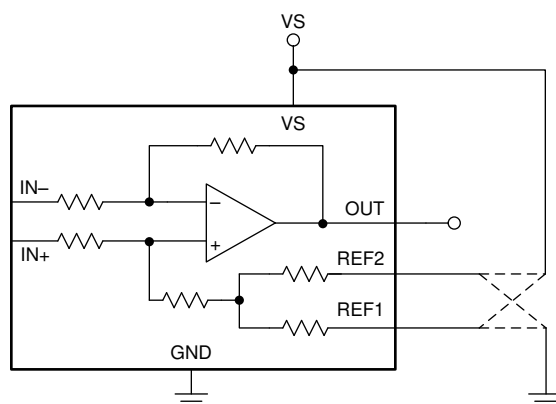 VS
VS
IN–
OUT
IN+
REF2
REF1
GND